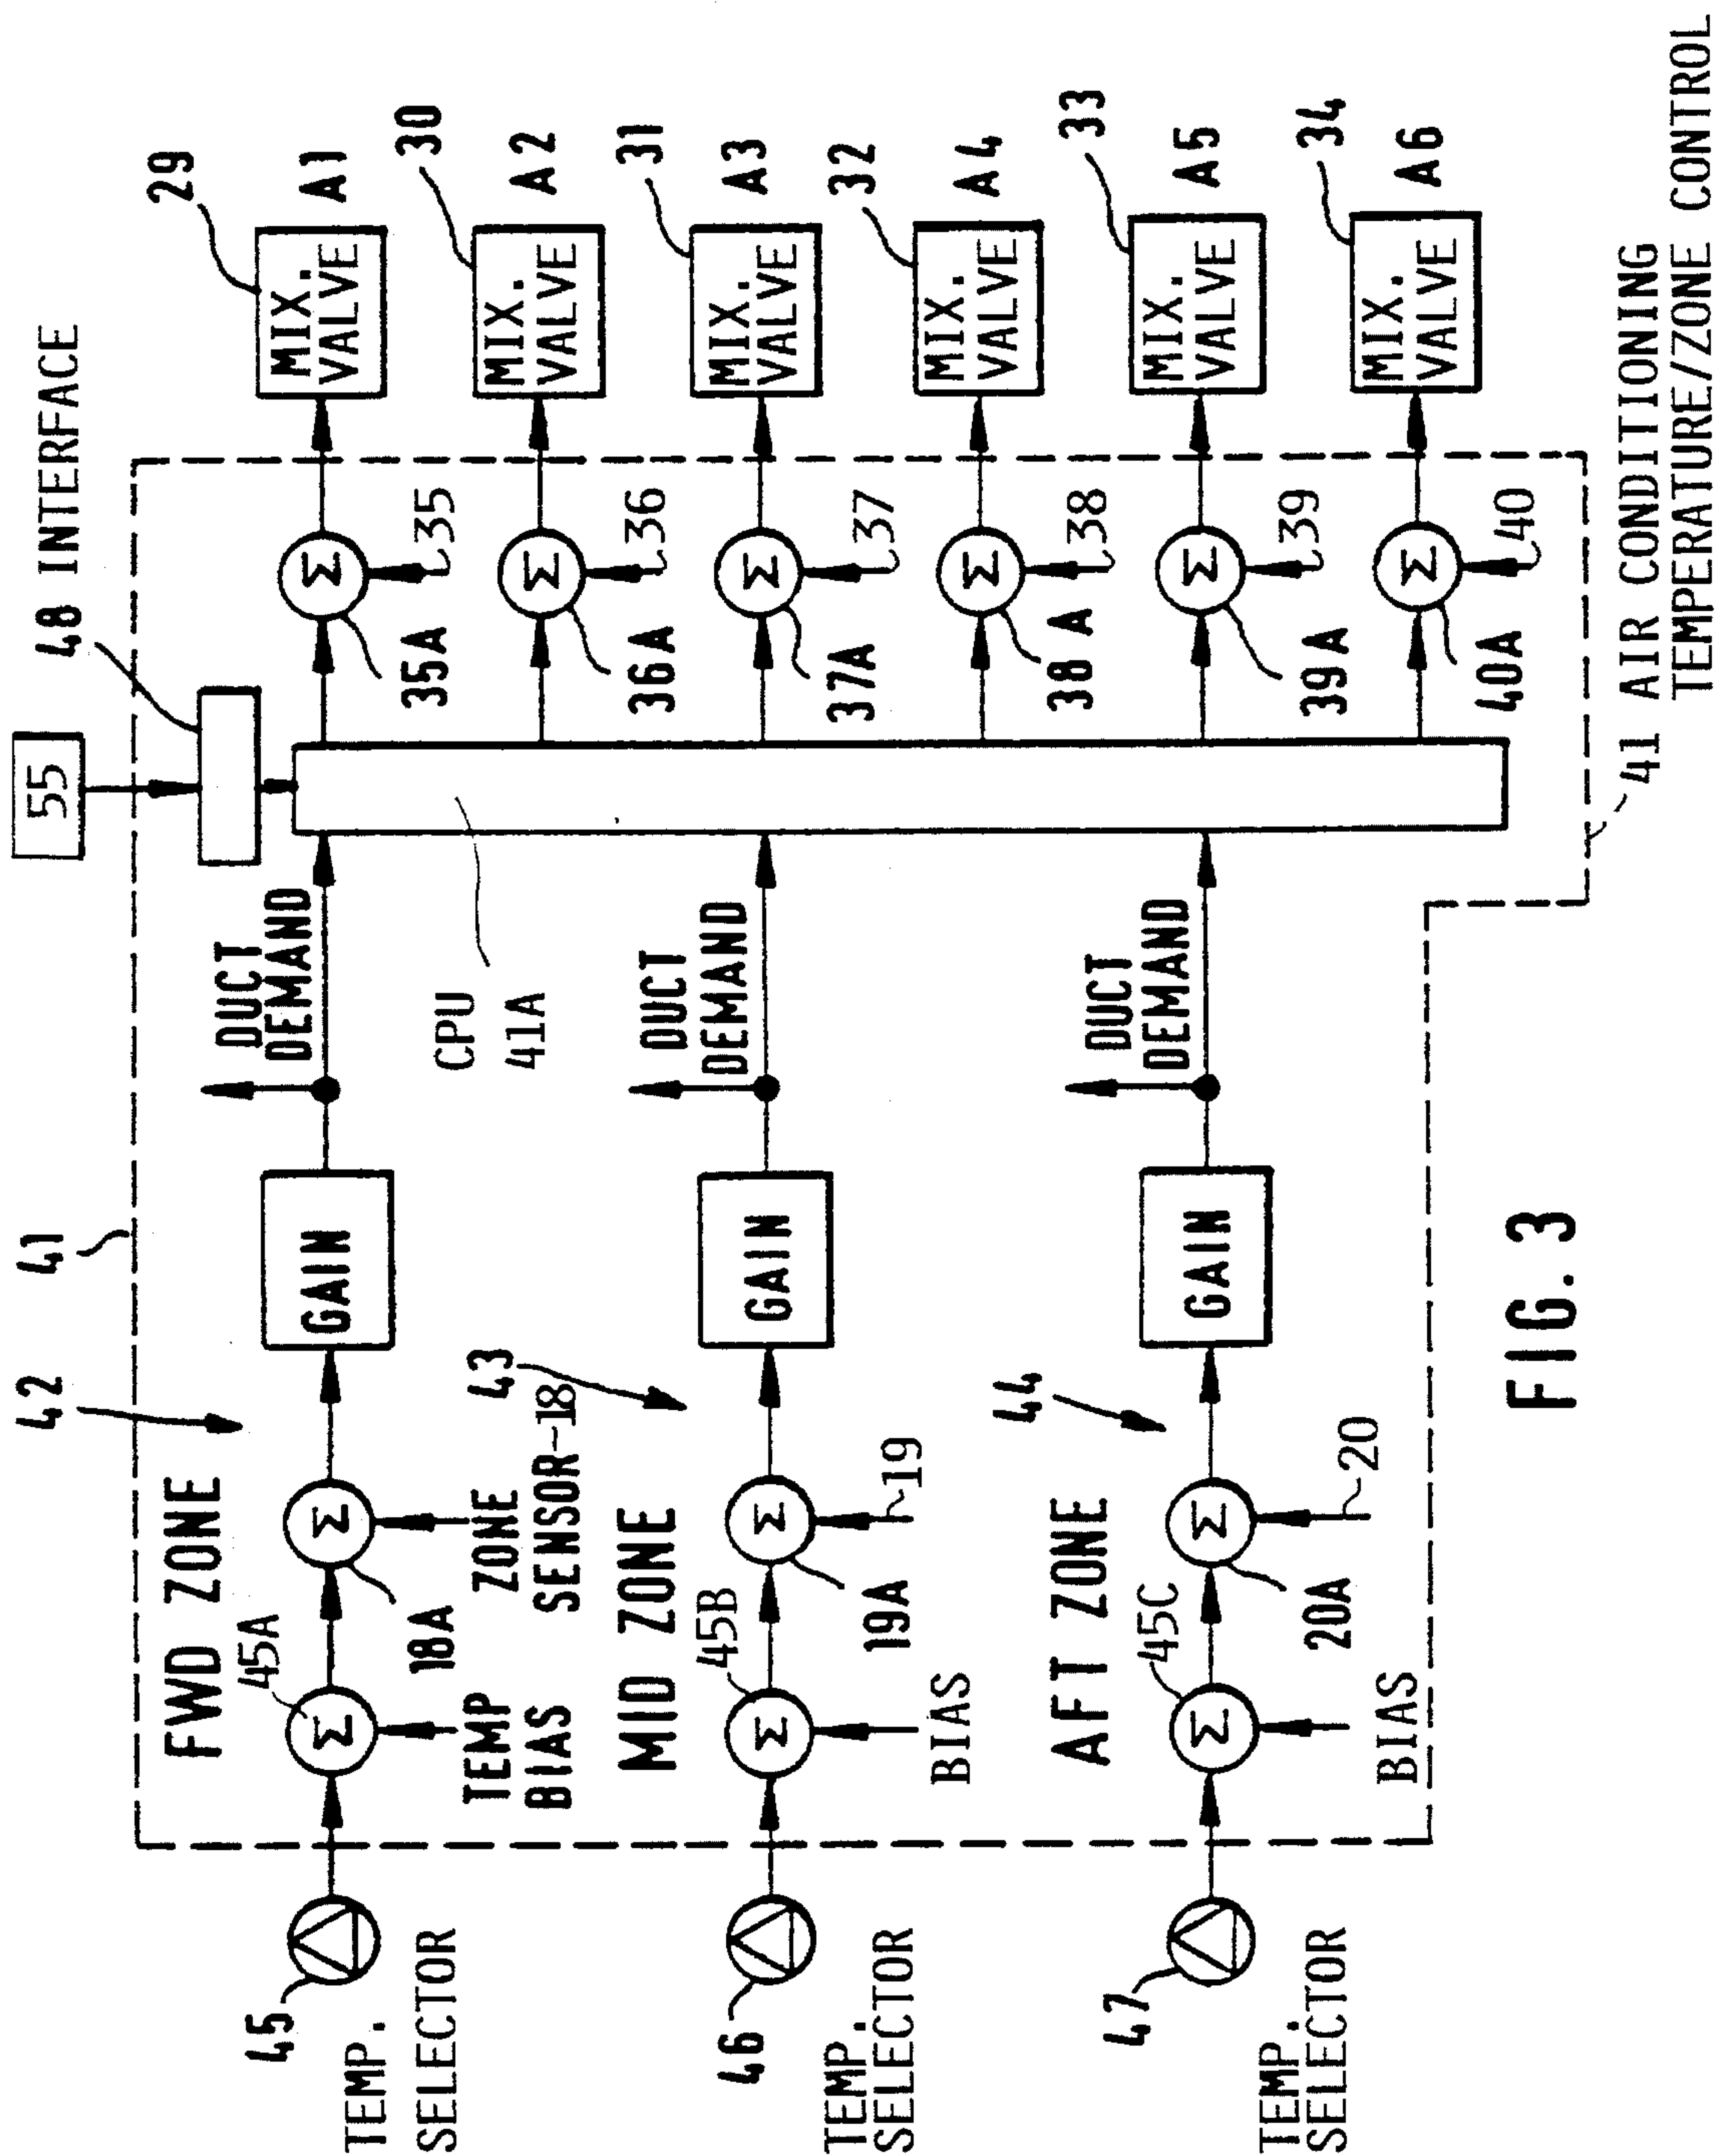 55
48 INTERFACE
41
42
FWD ZONE
45A
18A
TEMP
BIAS
ZONE
SENSOR-18
GAIN
DUCT
DEMAND
CPU
41A
45
TEMP.
SELECTOR
35A
35
29
MIX.
VALVE
A1
36A
36
30
MIX.
VALVE
A2
43
MID ZONE
45B
19A
19
BIAS
GAIN
DUCT
DEMAND
46
TEMP.
SELECTOR
37A
37
31
MIX.
VALVE
A3
38A
38
32
MIX.
VALVE
A4
44
AFT ZONE
45C
20A
20
BIAS
GAIN
DUCT
DEMAND
47
TEMP.
SELECTOR
39A
39
33
MIX.
VALVE
A5
40A
40
34
MIX.
VALVE
A6
Σ
Σ
Σ
Σ
Σ
Σ
Σ
Σ
Σ
Σ
Σ
Σ
41 AIR CONDITIONING
TEMPERATURE/ZONE CONTROL
FIG. 3